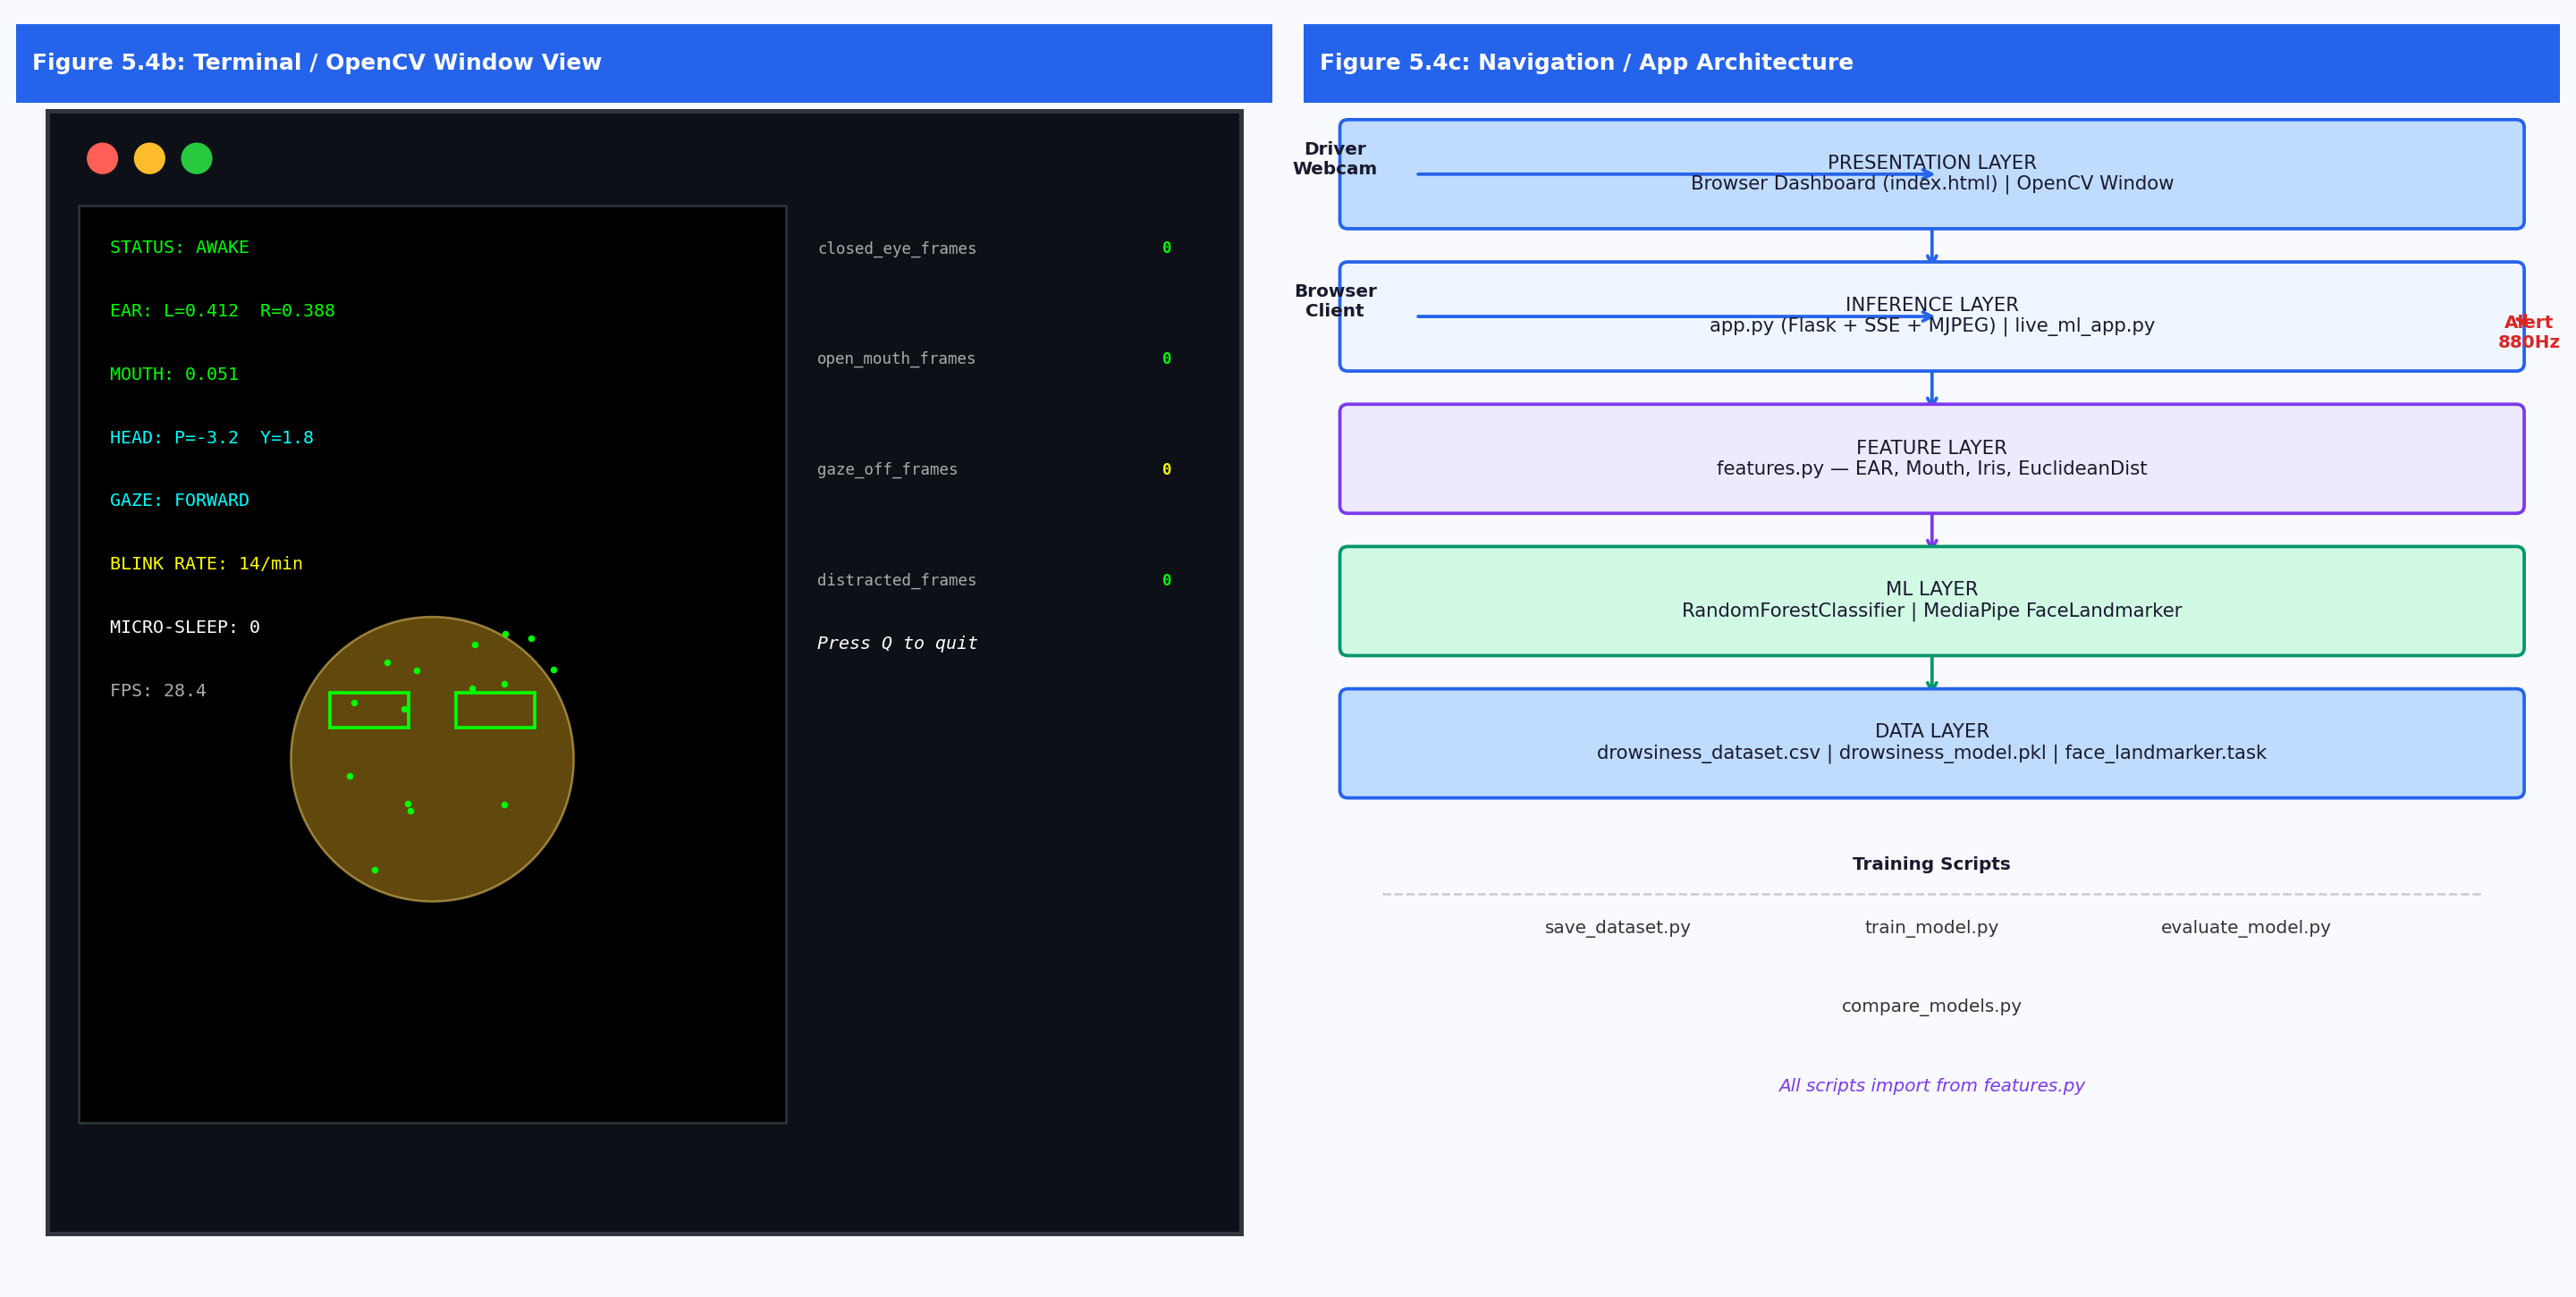 Figure 5.4b: Terminal / OpenCV Window View
STATUS: AWAKE
EAR: L=0.412  R=0.388
MOUTH: 0.051
HEAD: P=-3.2  Y=1.8
GAZE: FORWARD
BLINK RATE: 14/min
MICRO-SLEEP: 0
FPS: 28.4
closed_eye_frames 0
open_mouth_frames 0
gaze_off_frames 0
distracted_frames 0
Press Q to quit
Figure 5.4c: Navigation / App Architecture
Driver
Webcam
PRESENTATION LAYER
Browser Dashboard (index.html) | OpenCV Window
Browser
Client
INFERENCE LAYER
app.py (Flask + SSE + MJPEG) | live_ml_app.py
Alert
880Hz
FEATURE LAYER
features.py — EAR, Mouth, Iris, EuclideanDist
ML LAYER
RandomForestClassifier | MediaPipe FaceLandmarker
DATA LAYER
drowsiness_dataset.csv | drowsiness_model.pkl | face_landmarker.task
Training Scripts
save_dataset.py train_model.py evaluate_model.py
compare_models.py
All scripts import from features.py